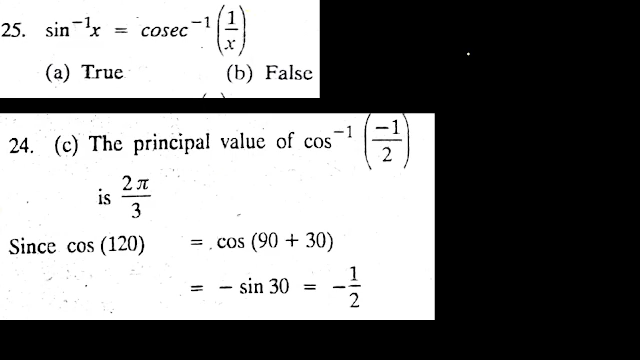 25. sin⁻¹x = cosec⁻¹(1/x)
(a) True (b) False
24. (c) The principal value of cos⁻¹(-1/2)
is 2π/3
Since cos (120) = cos (90 + 30)
= - sin 30 = -1/2